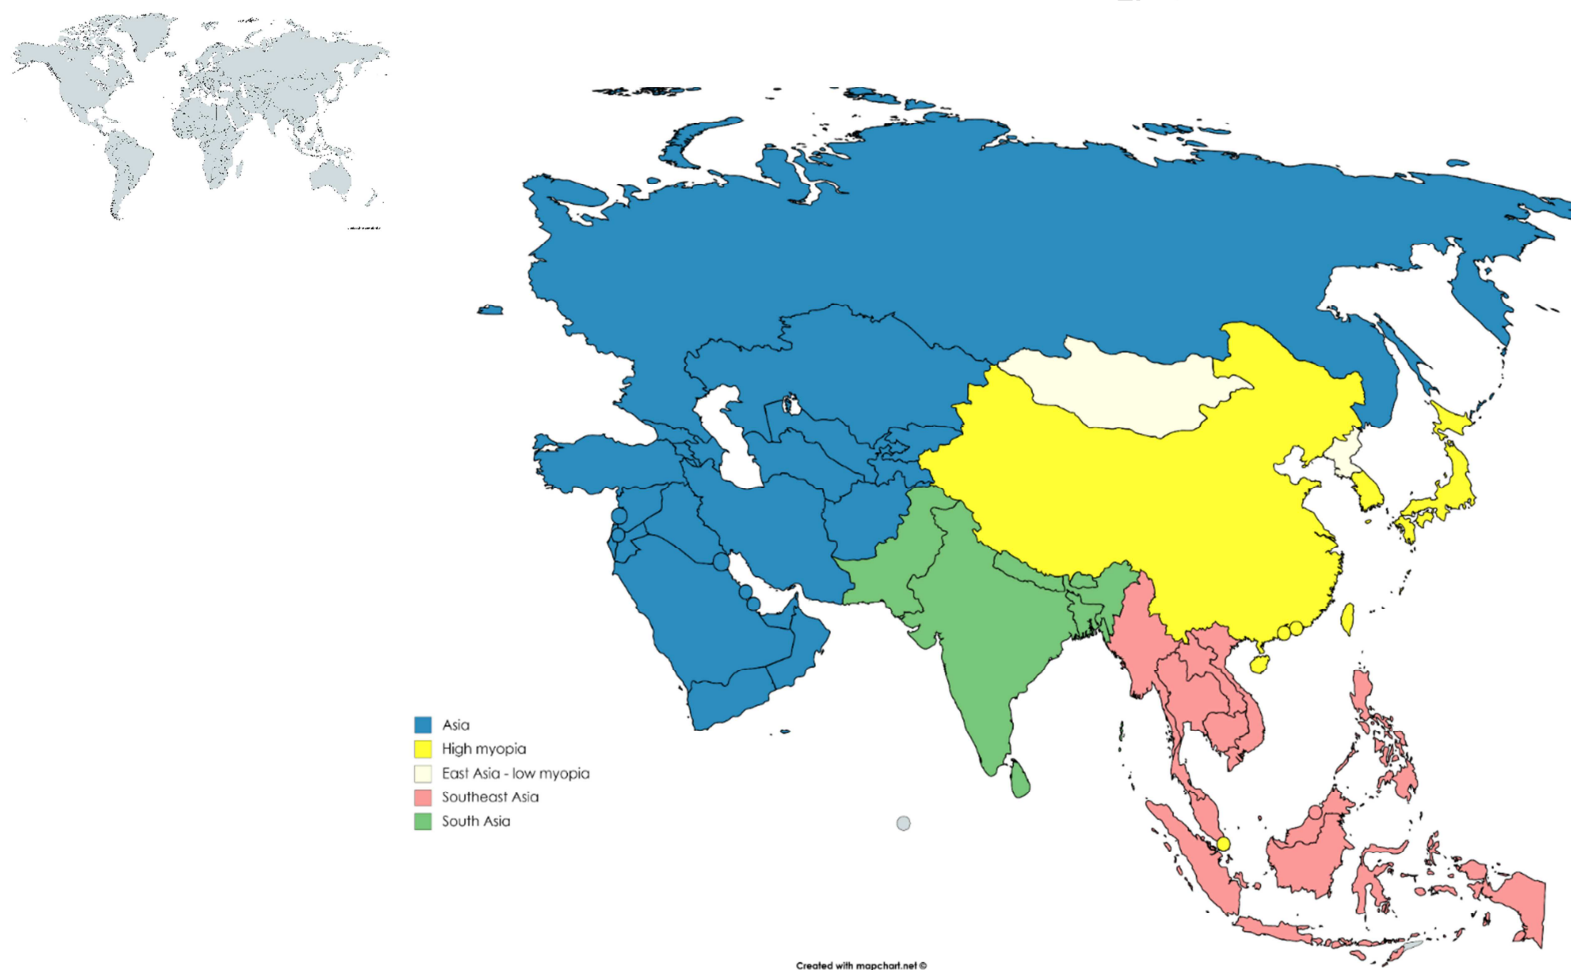 Asia
High myopia
East Asia - low myopia
Southeast Asia
South Asia
Created with mapchart.net ©